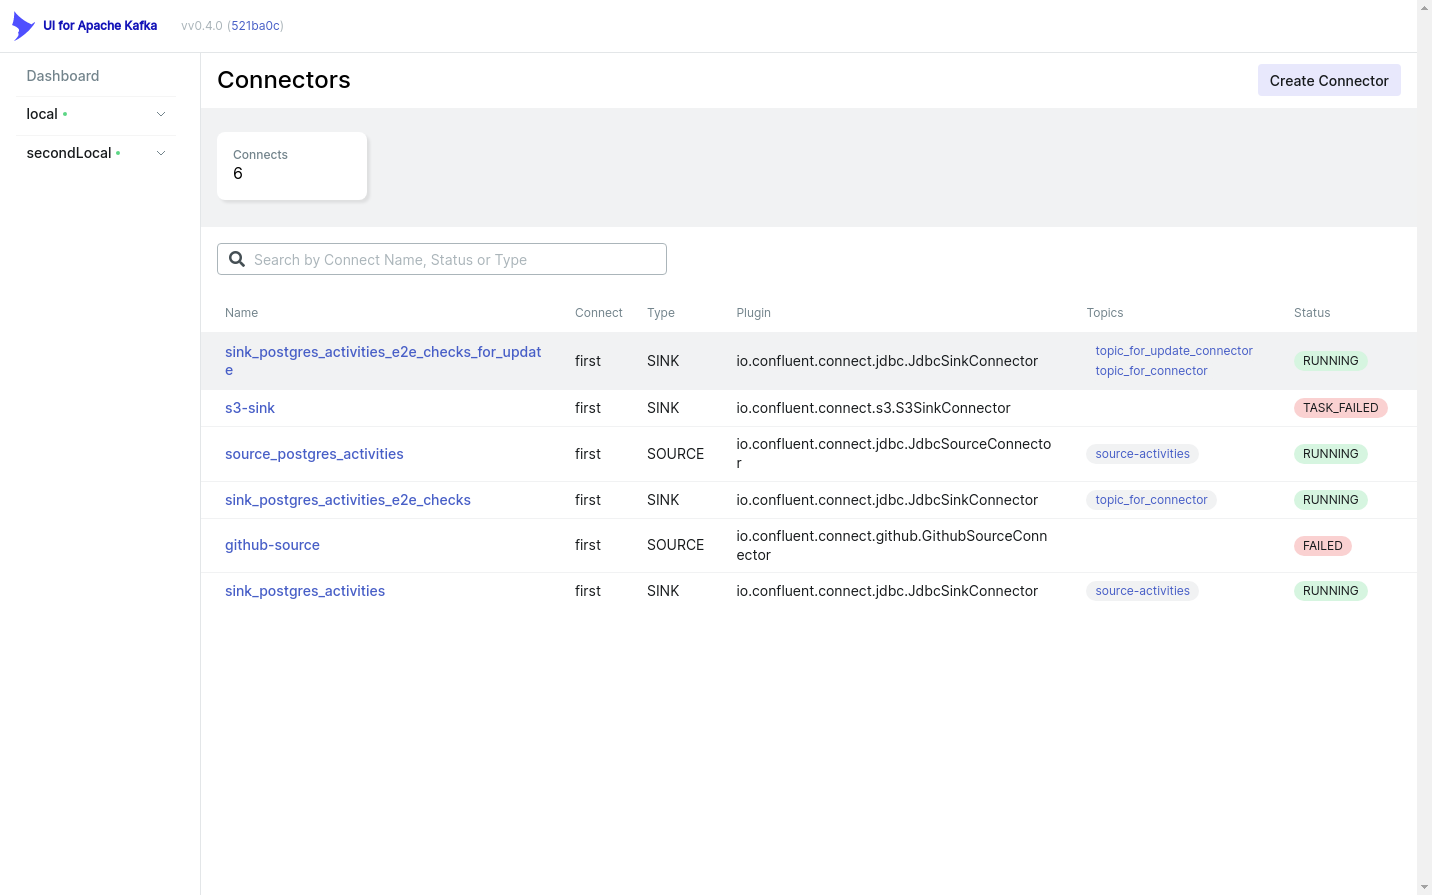 UI for Apache Kafka vv0.4.0 (521ba0c)
Dashboard
local
secondLocal
Connectors
Create Connector
Connects
6
Search by Connect Name, Status or Type
Name Connect Type Plugin Topics Status
sink_postgres_activities_e2e_checks_for_updat
e
first SINK io.confluent.connect.jdbc.JdbcSinkConnector
topic_for_update_connector
topic_for_connector
RUNNING
s3-sink first SINK io.confluent.connect.s3.S3SinkConnector TASK_FAILED
source_postgres_activities first SOURCE
io.confluent.connect.jdbc.JdbcSourceConnecto
r
source-activities RUNNING
sink_postgres_activities_e2e_checks first SINK io.confluent.connect.jdbc.JdbcSinkConnector topic_for_connector RUNNING
github-source first SOURCE
io.confluent.connect.github.GithubSourceConn
ector
FAILED
sink_postgres_activities first SINK io.confluent.connect.jdbc.JdbcSinkConnector source-activities RUNNING